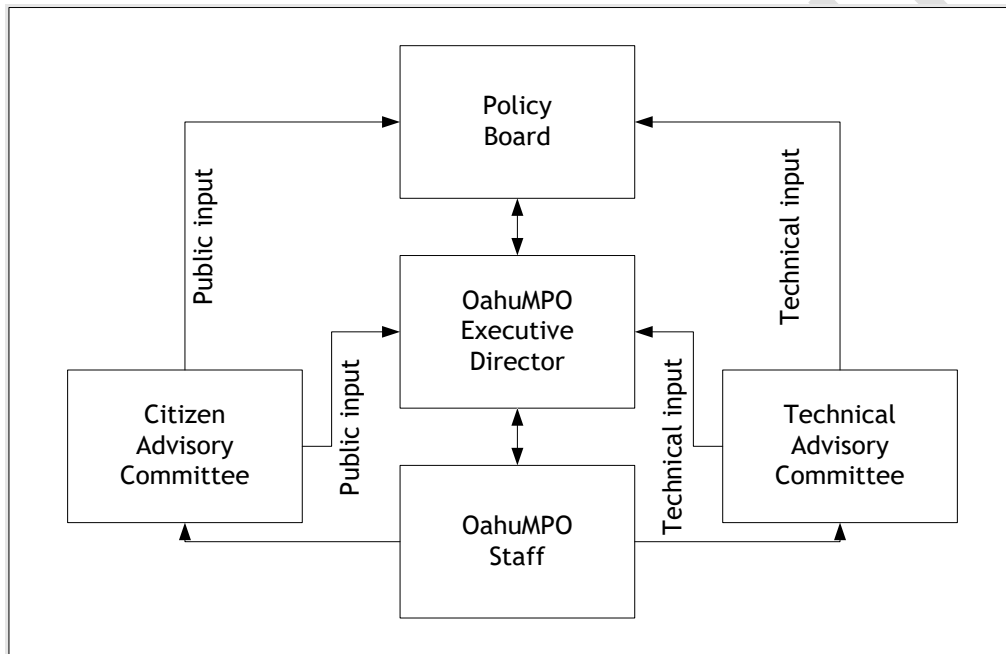 Policy
Board
Public input
Technical input
OahuMPO
Executive
Director
Citizen
Advisory
Committee
Public input
Technical input
Technical
Advisory
Committee
OahuMPO
Staff